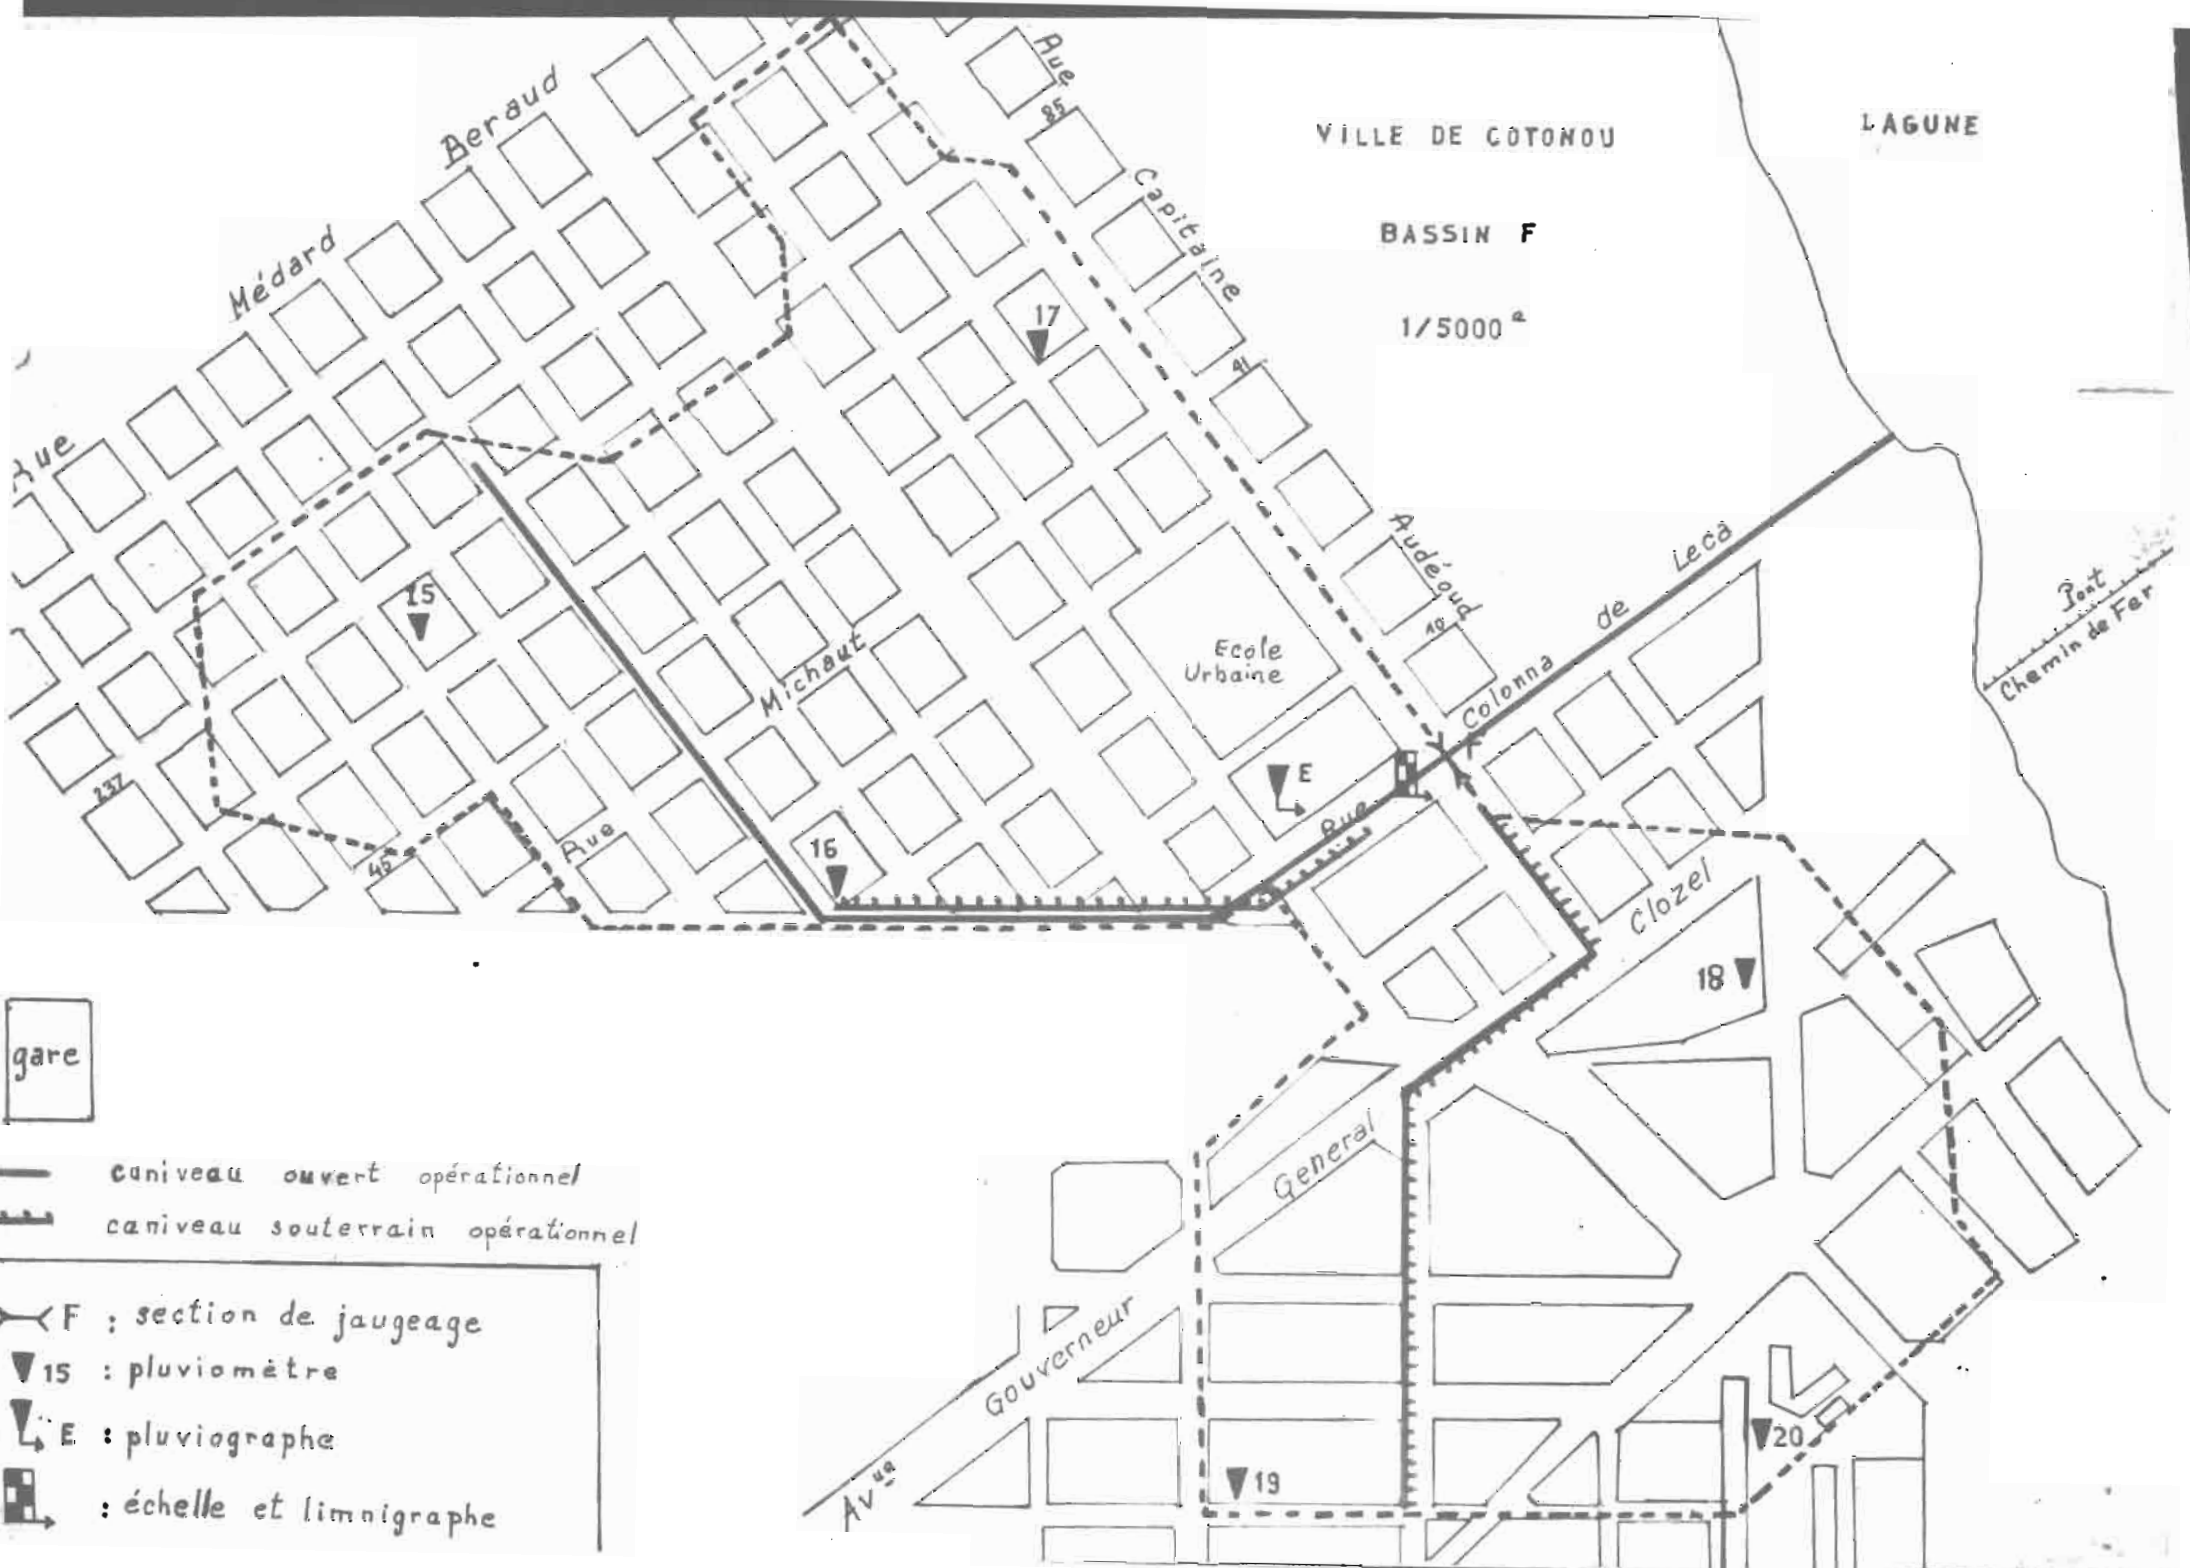 VILLE DE COTONOU
BASSIN F
1/5000e
LAGUNE
Rue Médard Beraud
Rue Capitaine Audéoud
85
41
10
17
15
16
Rue Michaut
237
45
Ecole
Urbaine
E
Rue Colonna de Leca
Pont
Chemin de Fer
18
19
20
Avue Gouverneur General Clozel
gare
caniveau ouvert opérationnel
caniveau souterrain opérationnel
F : section de jaugeage
15 : pluviomètre
E : pluviographe
: échelle et limnigraphe